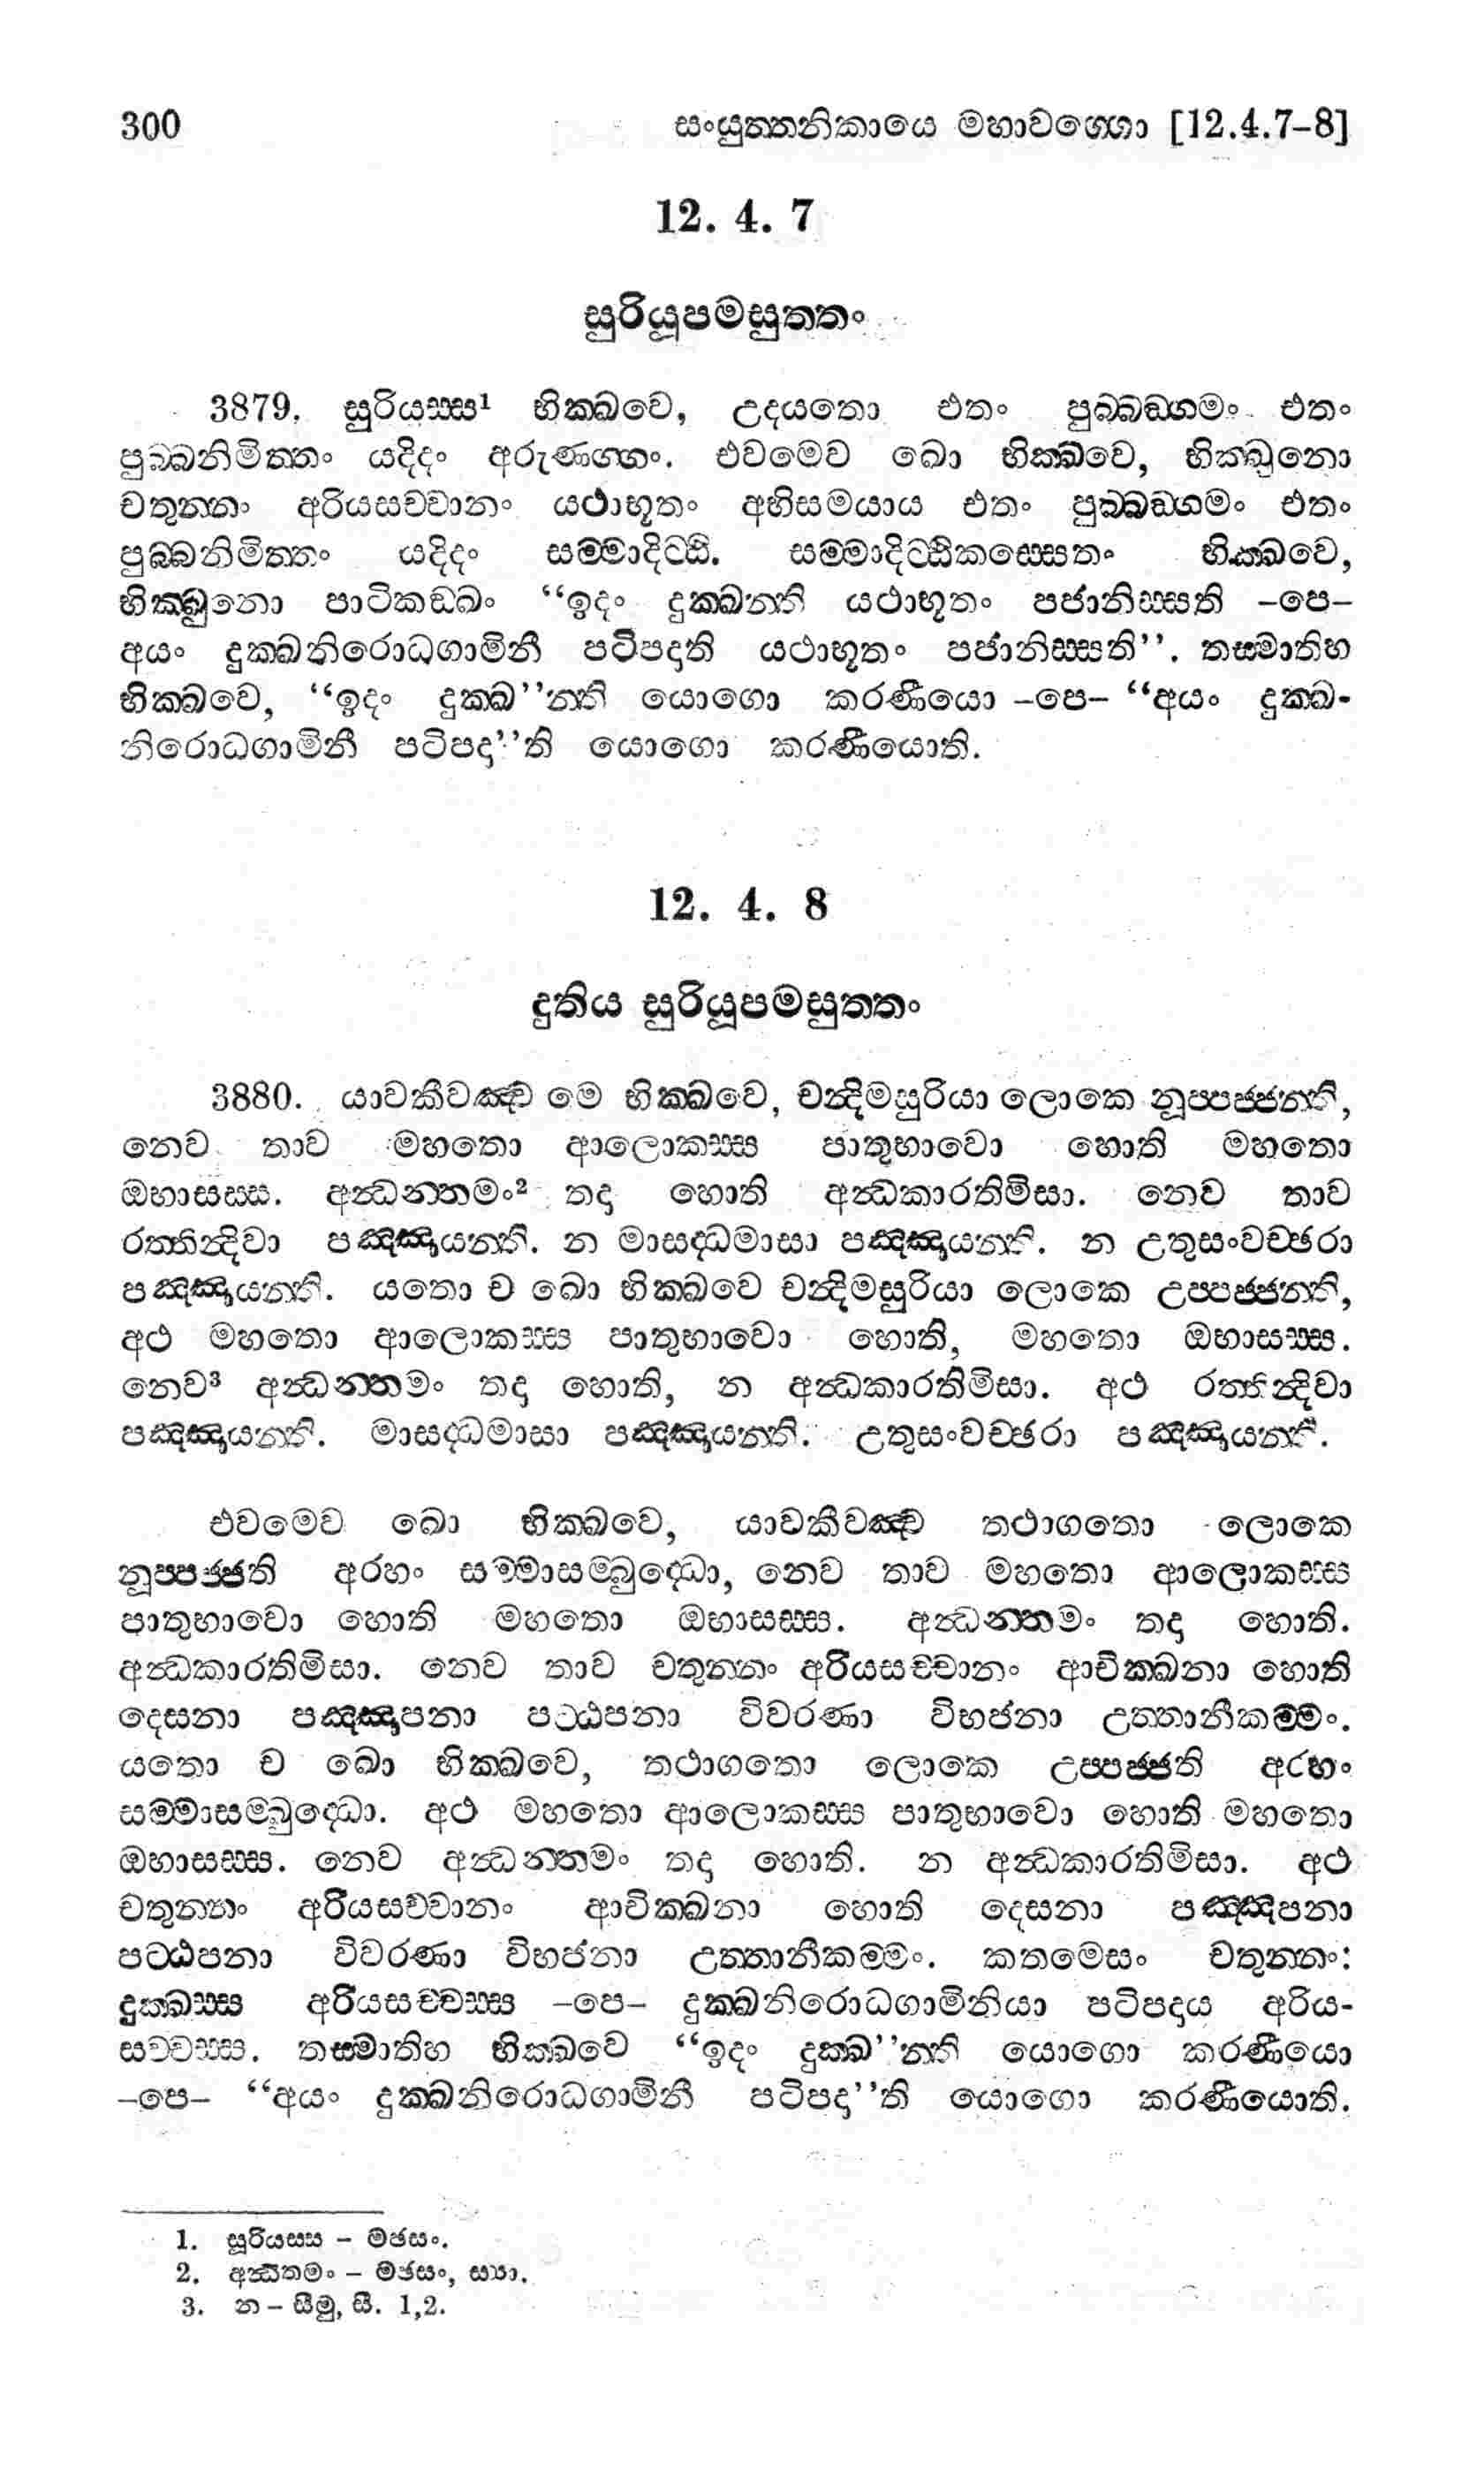 300 සංයුත්තනිකායෙ මහාවග්ගො [12.4.7-8]
12. 4. 7
සුරියූපමසුත්තං
3879. සූරියස්ස¹ භික්ඛවෙ, උදයතො එතං පුබ්බඞ්ගමං එතං
පුබ්බනිමිත්තං යදිදං අරුණග්ගං. එවමෙව ඛො භික්ඛවෙ, භික්ඛුනො
චතුන්නං අරියසච්චානං යථාභූතං අභිසමයාය එතං පුබ්බඞ්ගමං එතං
පුබ්බනිමිත්තං යදිදං සම්මාදිට්ඨි. සම්මාදිට්ඨිකස්සෙතං භික්ඛවෙ,
භික්ඛුනො පාටිකඞ්ඛං “ඉදං දුක්ඛන්ති යථාභූතං පජානිස්සති -පෙ-
අයං දුක්ඛනිරොධගාමිනී පටිපදාති යථාභූතං පජානිස්සති”. තස්මාතිහ
භික්ඛවෙ, “ඉදං දුක්ඛ”න්ති යොගො කරණීයො -පෙ- “අයං දුක්ඛ-
නිරොධගාමිනී පටිපදා”ති යොගො කරණීයොති.
12. 4. 8
දුතිය සුරියූපමසුත්තං
3880. යාවකීවඤ්ච මෙ භික්ඛවෙ, චන්දිමසුරියා ලොකෙ නූප්පජ්ජන්ති,
නෙව තාව මහතො ආලොකස්ස පාතුභාවො හොති මහතො
ඔභාසස්ස. අන්ධන්තමං² තදා හොති අන්ධකාරතිමිසා. නෙව තාව
රත්තින්දිවා පඤ්ඤායන්ති. න මාසද්ධමාසා පඤ්ඤායන්ති. න උතුසංවච්ඡරා
පඤ්ඤායන්ති. යතො ච ඛො භික්ඛවෙ චන්දිමසූරියා ලොකෙ උප්පජ්ජන්ති,
අථ මහතො ආලොකස්ස පාතුභාවො හොති, මහතො ඔභාසස්ස.
නෙව³ අන්ධන්තමං තදා හොති, න අන්ධකාරතිමිසා. අථ රත්තින්දිවා
පඤ්ඤායන්ති. මාසද්ධමාසා පඤ්ඤායන්ති. උතුසංවච්ඡරා පඤ්ඤායන්ති.
එවමෙව ඛො භික්ඛවෙ, යාවකීවඤ්ච තථාගතො ලොකෙ
නූප්පජ්ජති අරහං සම්මාසම්බුද්ධො, නෙව තාව මහතො ආලොකස්ස
පාතුභාවො හොති මහතො ඔභාසස්ස. අන්ධන්තමං තදා හොති.
අන්ධකාරතිමිසා. නෙව තාව චතුන්නං අරියසච්චානං ආචික්ඛනා හොති
දෙසනා පඤ්ඤාපනා පට්ඨපනා විවරණා විභජනා උත්තානීකම්මං.
යතො ච ඛො භික්ඛවෙ, තථාගතො ලොකෙ උප්පජ්ජති අරහං
සම්මාසම්බුද්ධො. අථ මහතො ආලොකස්ස පාතුභාවො හොති මහතො
ඔභාසස්ස. නෙව අන්ධන්තමං තදා හොති. න අන්ධකාරතිමිසා. අථ
චතුන්නං අරියසච්චානං ආචික්ඛනා හොති දෙසනා පඤ්ඤපනා
පට්ඨපනා විවරණා විභජනා උත්තානීකම්මං. කතමෙසං චතුන්නං:
දුක්ඛස්ස අරියසච්චස්ස -පෙ- දුක්ඛනිරොධගාමිනියා පටිපදාය අරිය-
සච්චස්ස. තස්මාතිහ භික්ඛවෙ “ඉදං දුක්ඛ”න්ති යොගො කරණීයො
-පෙ- “අයං දුක්ඛනිරොධගාමිනී පටිපදා”ති යොගො කරණීයොති.
1. සූරියස්ස - මඡසං.
2. අන්ධතමං - මඡසං, ස්‍යා.
3. න - සීමු, සී. 1,2.